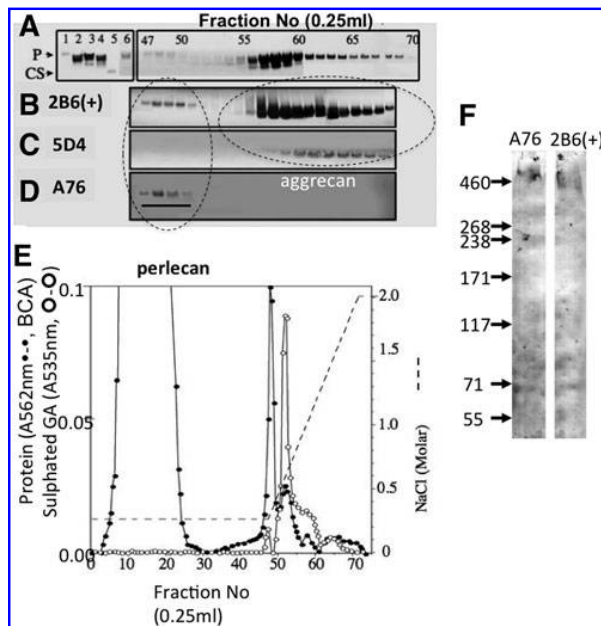 A
Fraction No (0.25ml)
1 2 3 4 5 6 47 50 55 60 65 70
P
CS
B 2B6(+)
C 5D4
D A76
aggrecan
F
A76 2B6(+)
460
268
238
171
117
71
55
E
perlecan
Protein (A562nm•-•, BCA)
Sulphated GA (A535nm, O-O)
0.1
0.05
0.00
2.0
1.5
1.0
0.5
0
NaCl (Molar)
0 10 20 30 40 50 60 70
Fraction No
(0.25ml)